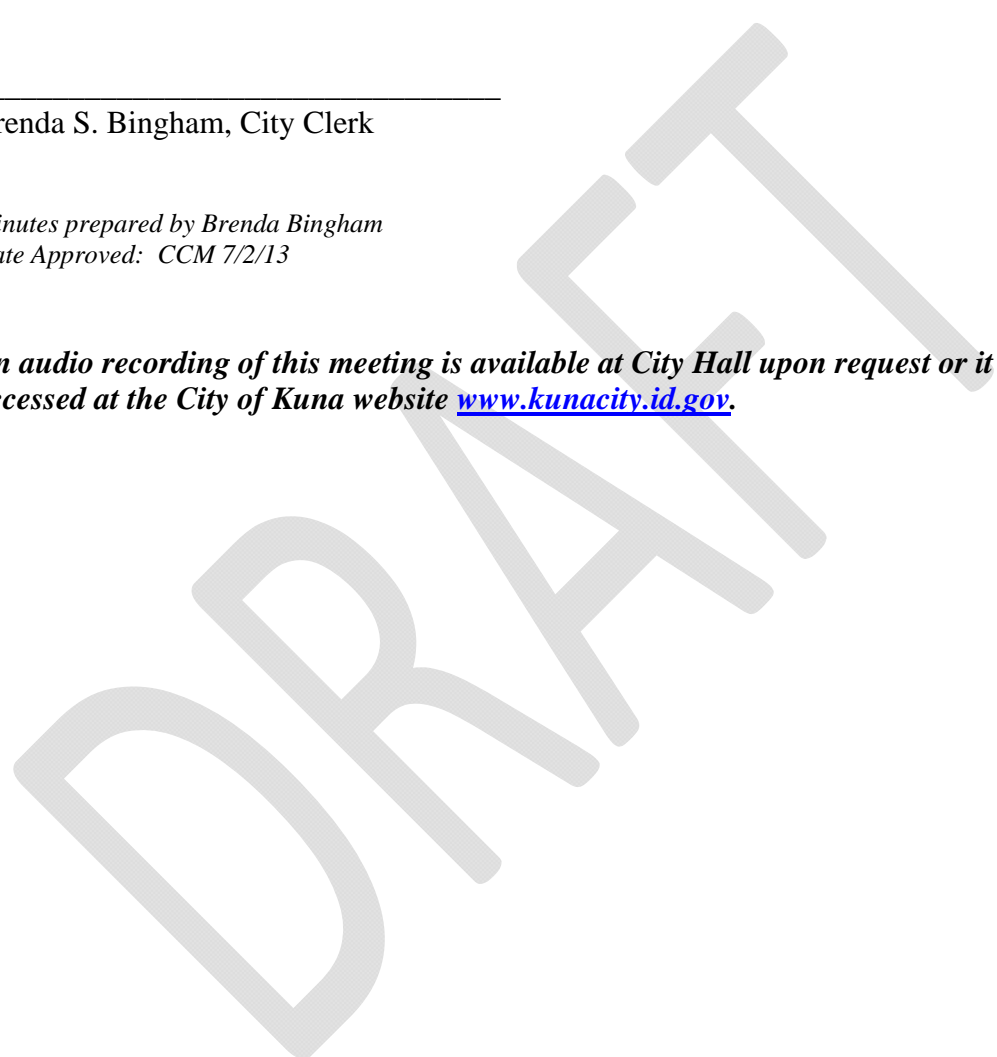 renda S. Bingham, City Clerk
inutes prepared by Brenda Bingham
ate Approved: CCM 7/2/13
n audio recording of this meeting is available at City Hall upon request or it
ccessed at the City of Kuna website www.kunacity.id.gov.
DRAFT